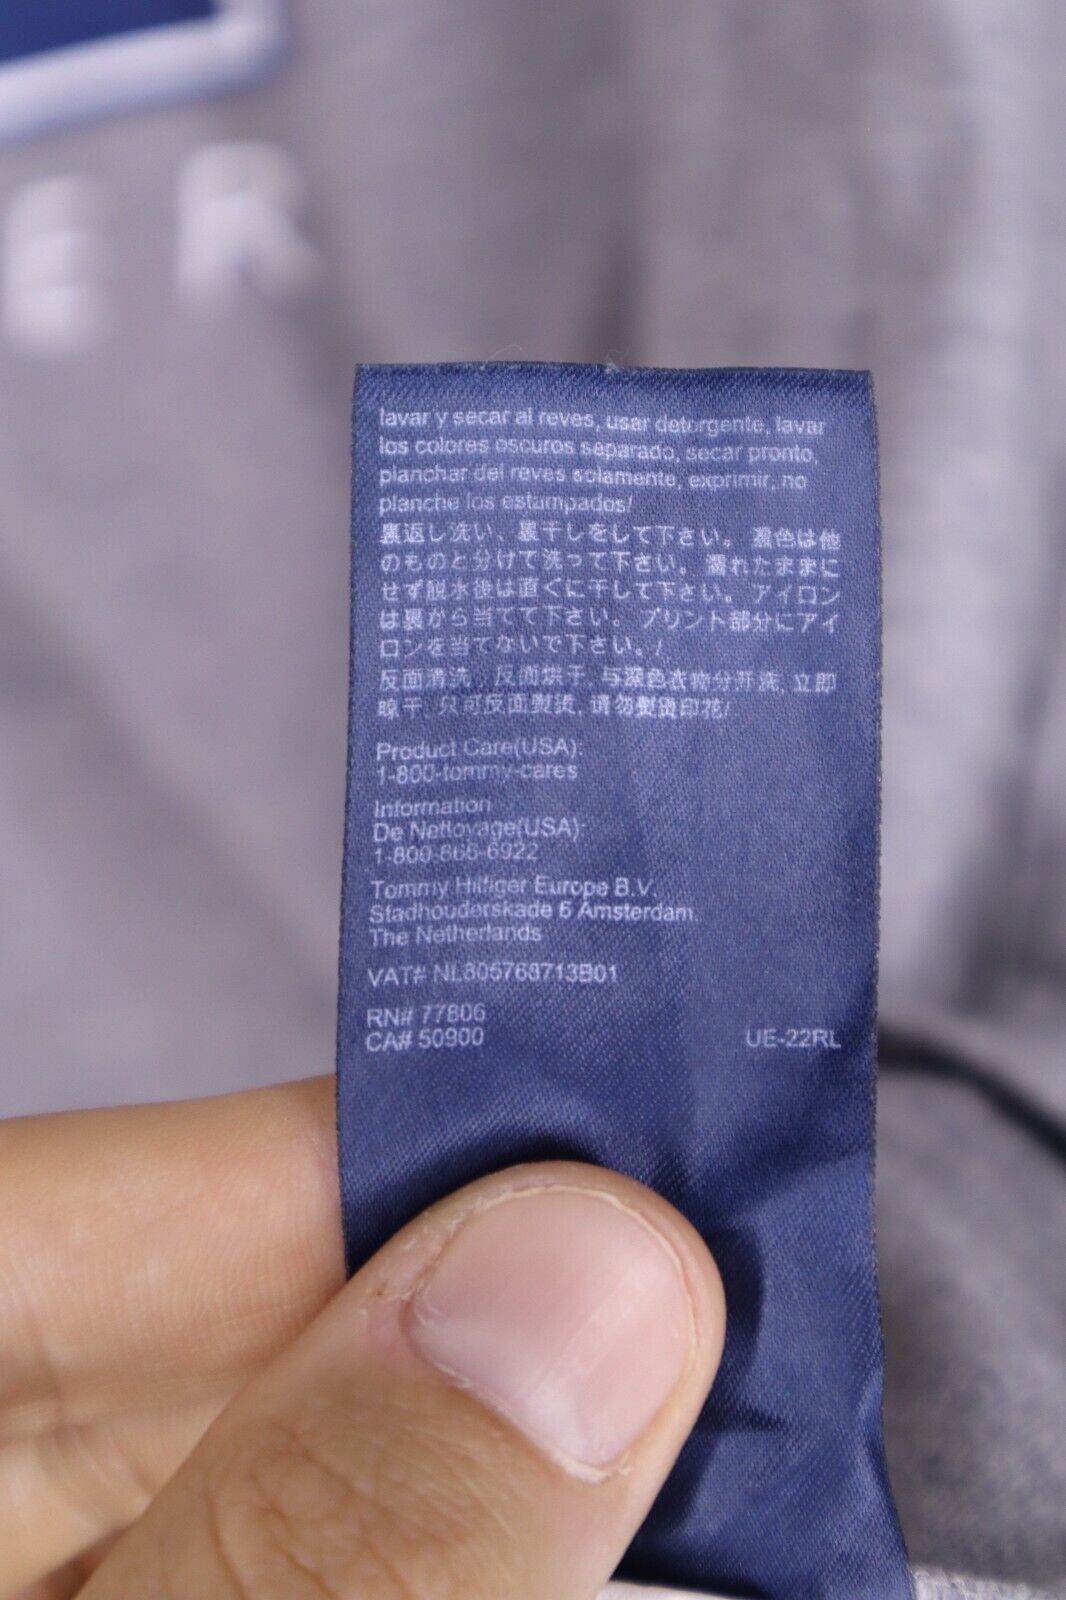 ER
lavar y secar al reves, usar detergente, lavar
los colores oscuros separado, secar pronto,
planchar del reves solamente, exprimir, no
planche los estampados/
裏返し洗い、裏干しをして下さい。濃色は他
のものと分けて洗って下さい。濡れたままに
せず脱水後は直ぐに干して下さい。アイロン
は裏から当てて下さい。プリント部分にアイ
ロンを当てないで下さい。/
反面清洗, 反面烘干, 与深色衣物分开洗, 立即
晾干, 只可反面熨烫, 请勿熨烫印花/
Product Care(USA):
1-800-tommy-cares
Information
De Nettoyage(USA):
1-800-866-6922
Tommy Hilfiger Europe B.V.
Stadhouderskade 6 Amsterdam.
The Netherlands
VAT# NL805768713B01
RN# 77806
CA# 50900 UE-22RL